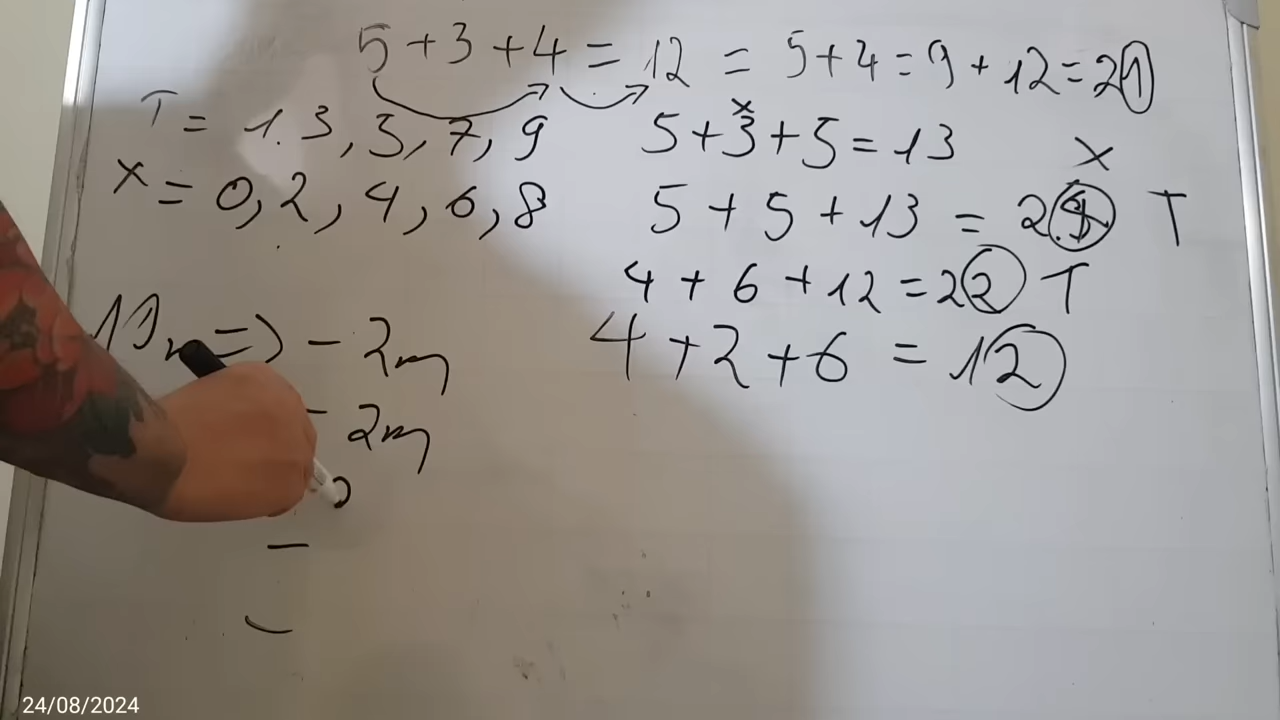 5 + 3 + 4 = 12 = 5 + 4 = 9 + 12 = 21
T = 1.3, 5, 7, 9
X = 0, 2, 4, 6, 8
x
5 + 3 + 5 = 13
X
5 + 5 + 13 = 2 T
4 + 6 + 12 = 22 T
4 + 2 + 6 = 12
=> - 2m
- 2m
-
-
24/08/2024